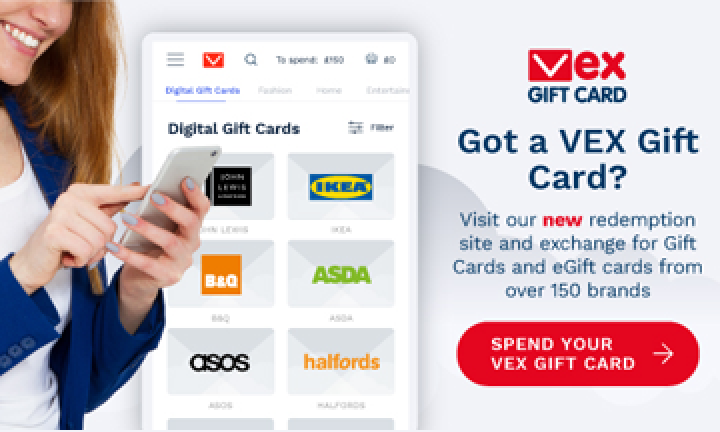 To spend: £150
£0
Digital Gift Cards
Fashion
Home
Entertainm
Digital Gift Cards
Filter
JOHN
LEWIS
IKEA
OHN LEWIS
IKEA
B&Q
ASDA
B&Q
ASDA
asos
halfords
ASOS
HALFORDS
vex
GIFT CARD
Got a VEX Gift
Card?
Visit our new redemption
site and exchange for Gift
Cards and eGift cards from
over 150 brands
SPEND YOUR
VEX GIFT CARD